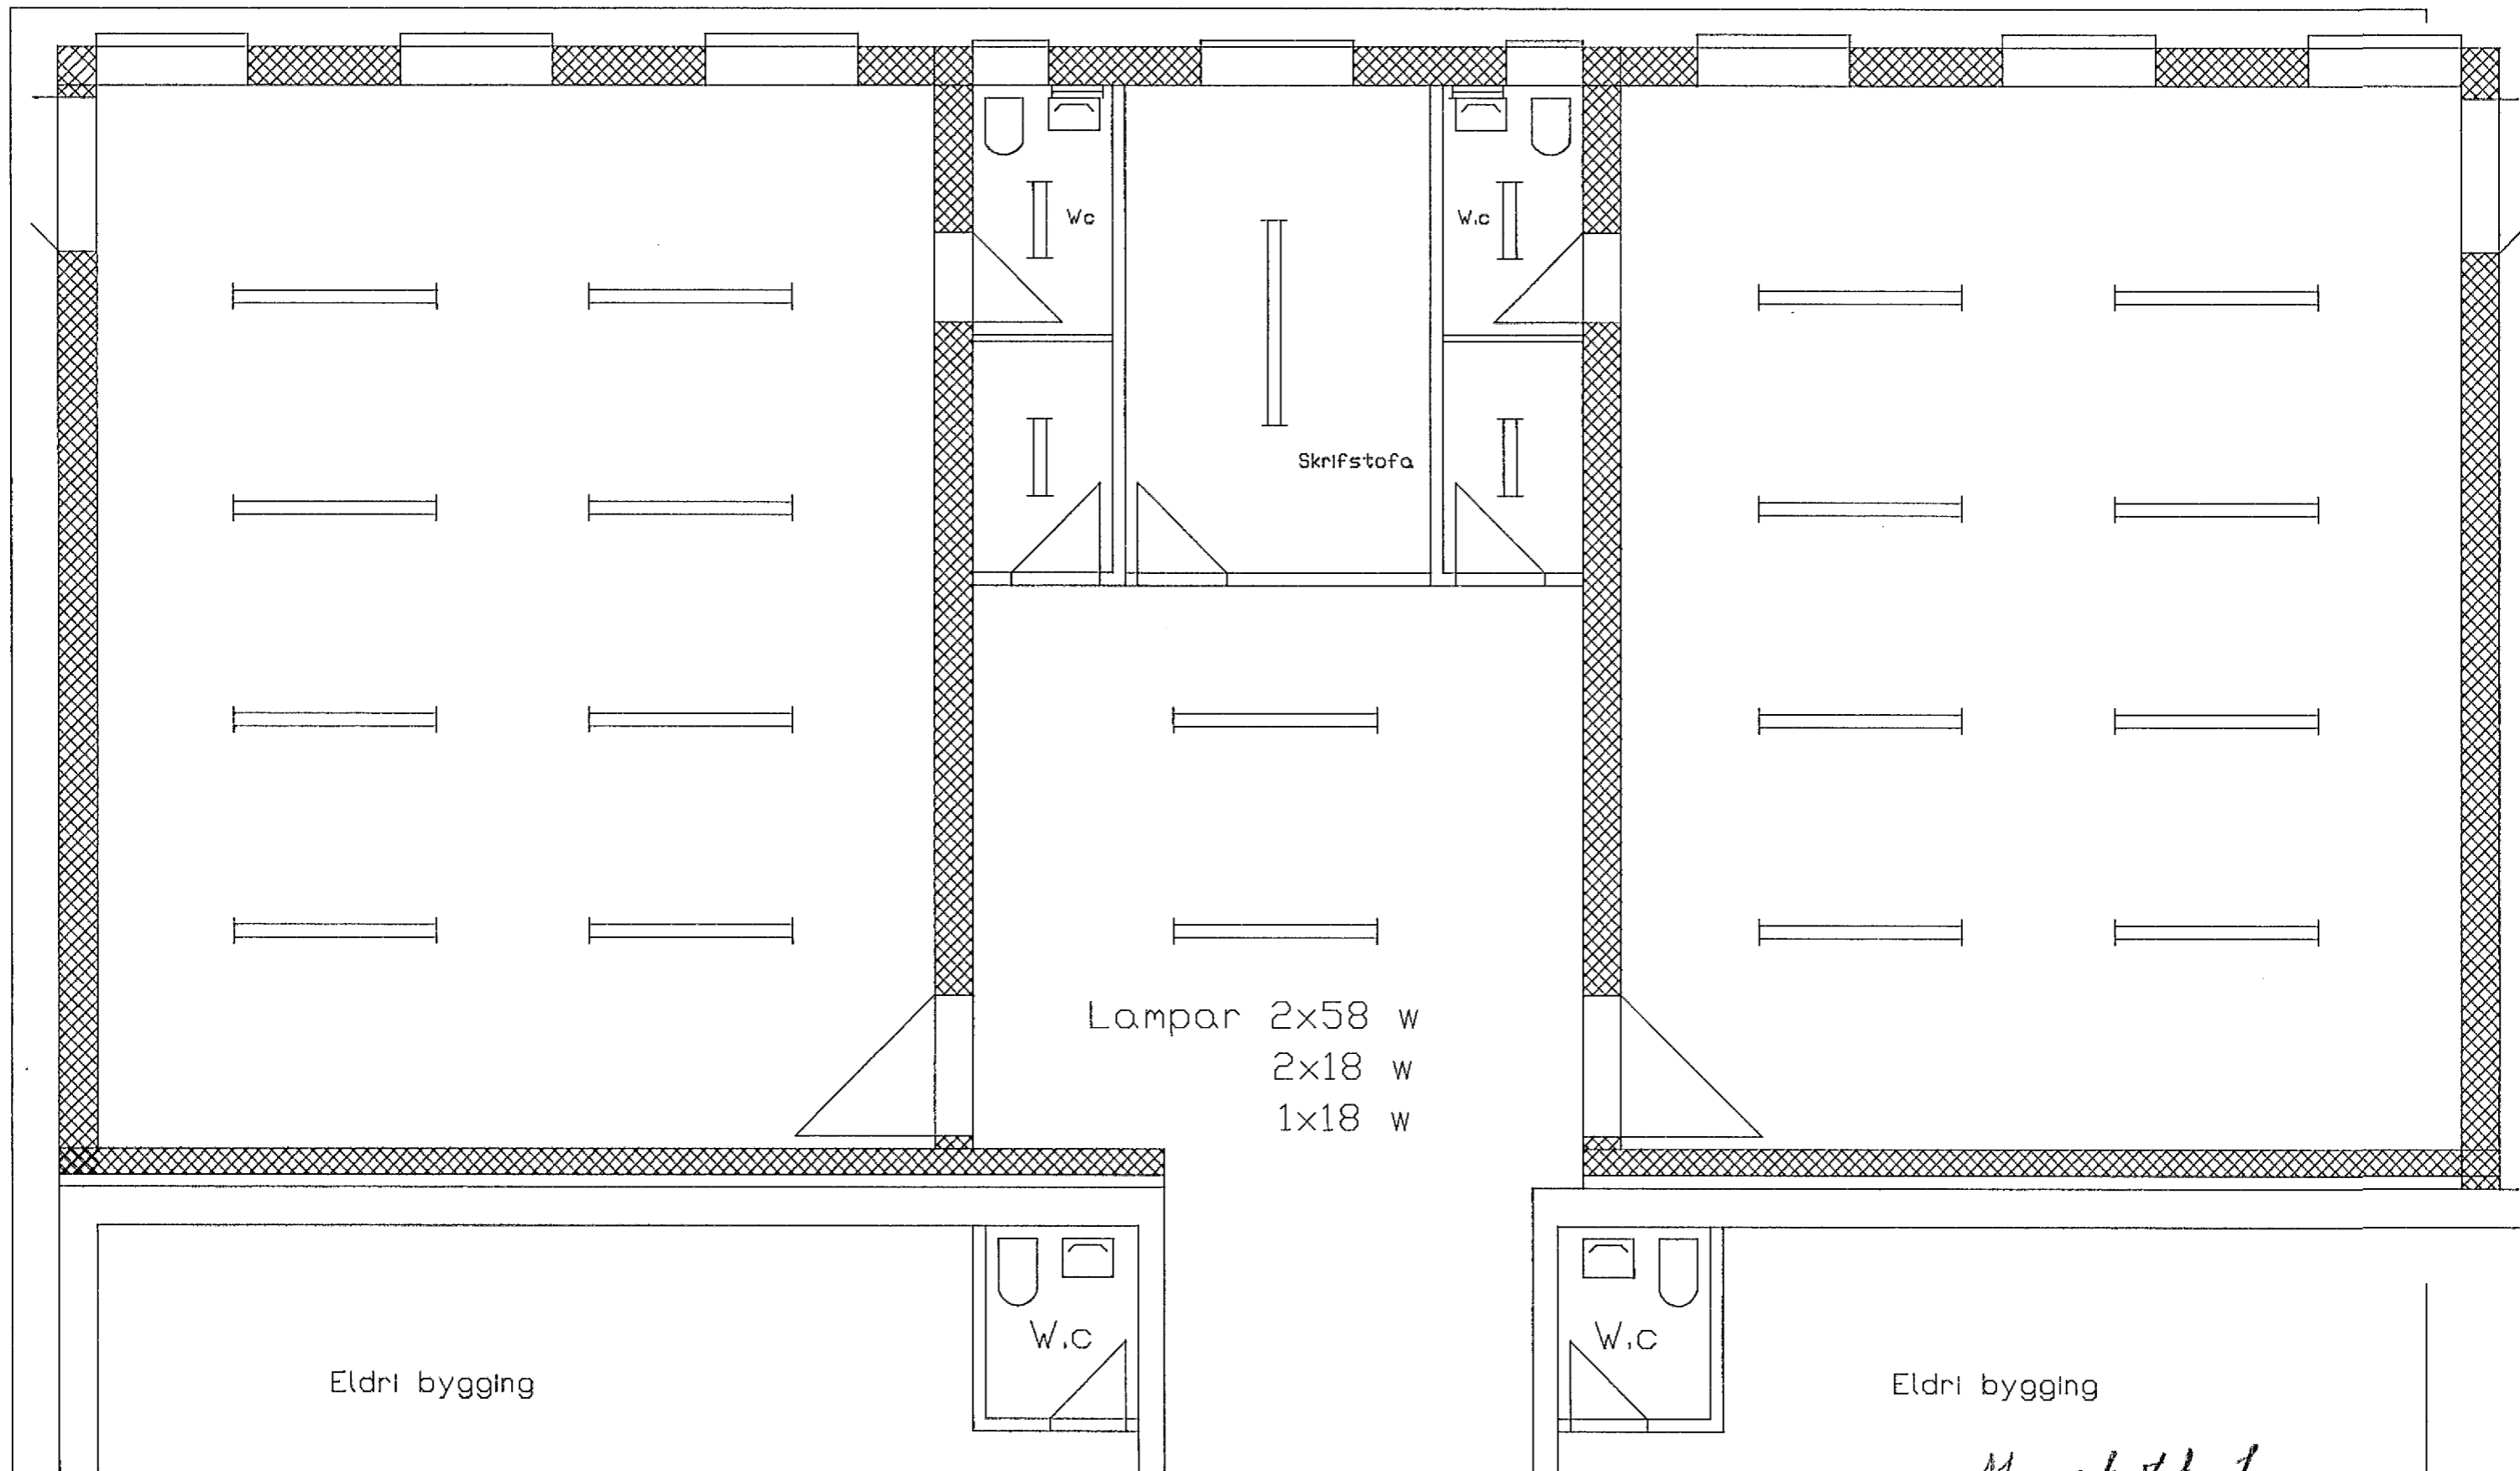 Wc
W.c
Skrifstofa
Lampar 2x58 w
2x18 w
1x18 w
W.c
W.c
Eldri bygging
Eldri bygging